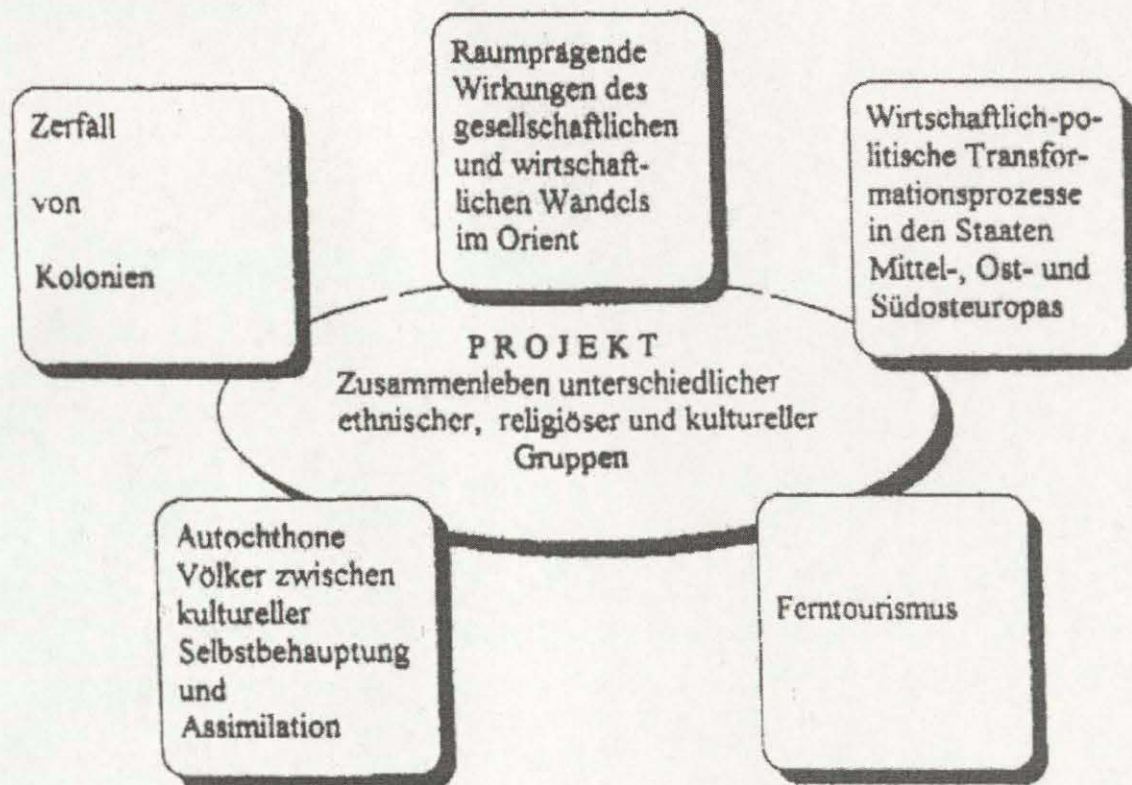 Zerfall
von
Kolonien
Raumprägende
Wirkungen des
gesellschaftlichen
und wirtschaft-
lichen Wandels
im Orient
Wirtschaftlich-po-
litische Transfor-
mationsprozesse
in den Staaten
Mittel-, Ost- und
Südosteuropas
PROJEKT
Zusammenleben unterschiedlicher
ethnischer, religiöser und kultureller
Gruppen
Autochthone
Völker zwischen
kultureller
Selbstbehauptung
und
Assimilation
Ferntourismus